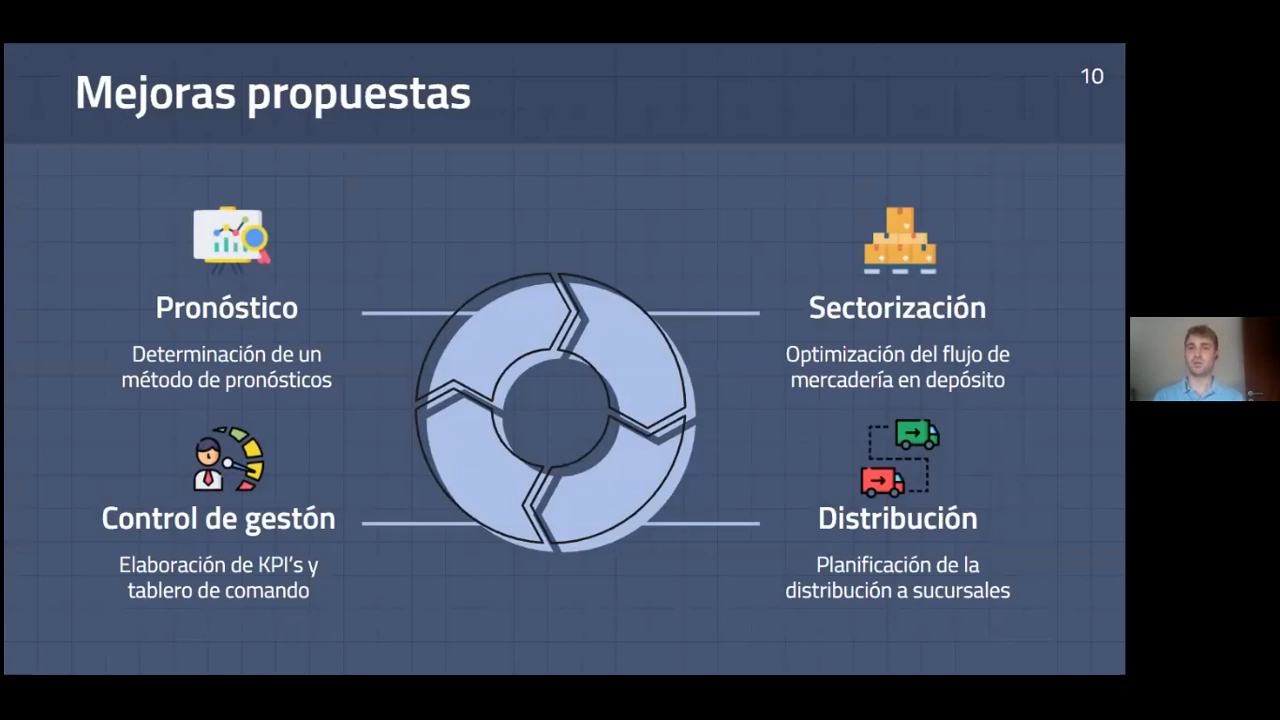 Mejoras propuestas
10
Pronóstico
Determinación de un
método de pronósticos
Sectorización
Optimización del flujo de
mercadería en depósito
Control de gestón
Elaboración de KPI's y
tablero de comando
Distribución
Planificación de la
distribución a sucursales